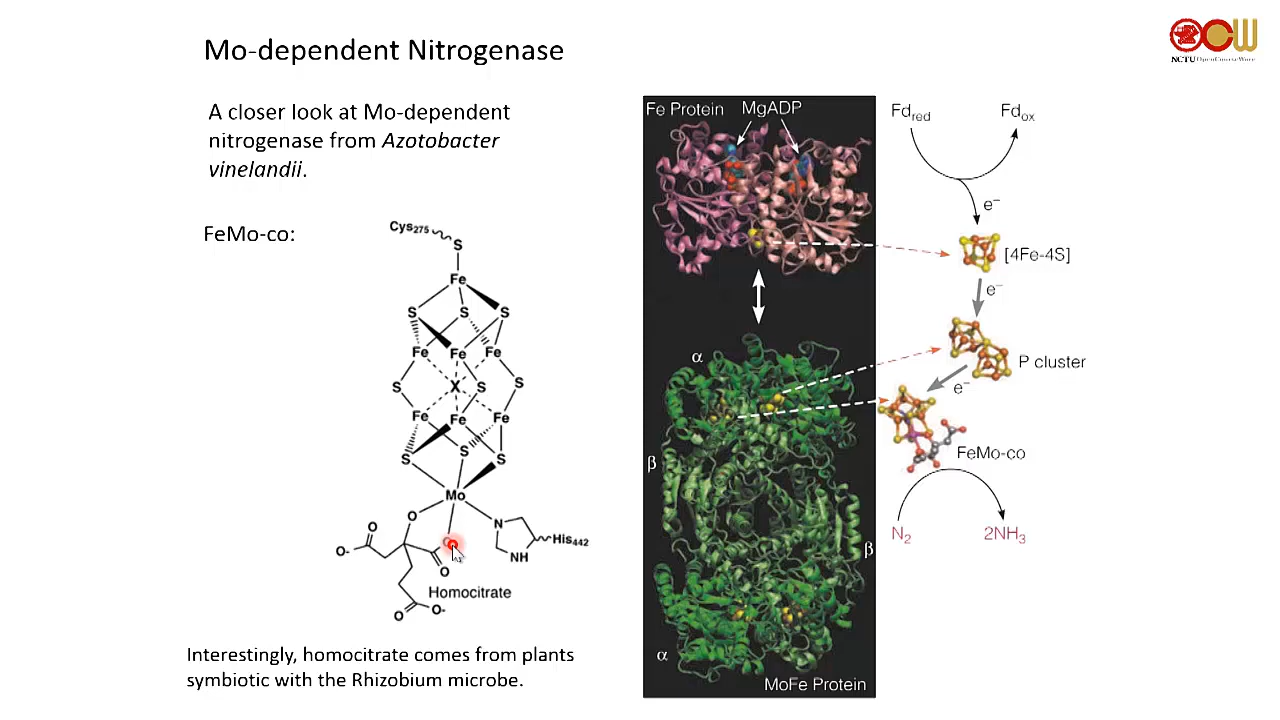 Mo-dependent Nitrogenase
NCTU OpenCourseWare
A closer look at Mo-dependent
nitrogenase from Azotobacter
vinelandii.
FeMo-co:
Cys275
S
Fe
S S S
Fe Fe Fe
S X S S
Fe Fe Fe
S S S
Mo
O N
O O- His442
O NH
Homocitrate
O O-
Interestingly, homocitrate comes from plants
symbiotic with the Rhizobium microbe.
Fe Protein MgADP
α
β
β
α
MoFe Protein
Fdred Fdox
e−
[4Fe-4S]
e−
P cluster
e−
FeMo-co
N2 2NH3